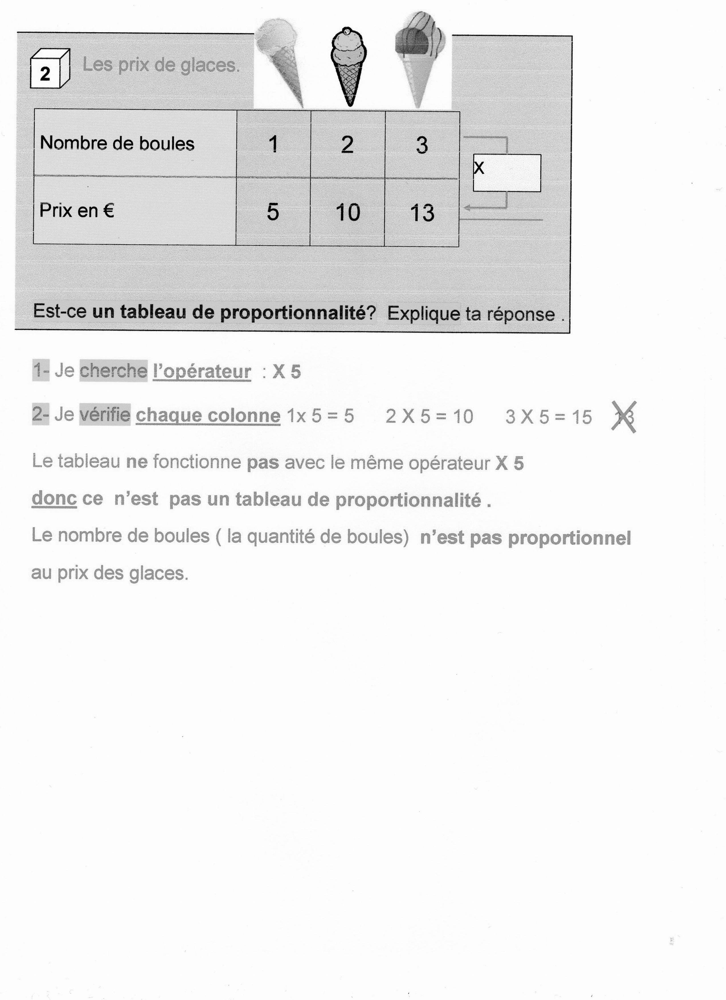 2 Les prix de glaces.
Nombre de boules 1 2 3
X
Prix en € 5 10 13
Est-ce un tableau de proportionnalité? Explique ta réponse .
1- Je cherche l'opérateur : X 5
2- Je vérifie chaque colonne 1x 5 = 5 2 X 5 = 10 3 X 5 = 15 13
Le tableau ne fonctionne pas avec le même opérateur X 5
donc ce n'est pas un tableau de proportionnalité .
Le nombre de boules ( la quantité de boules) n'est pas proportionnel
au prix des glaces.